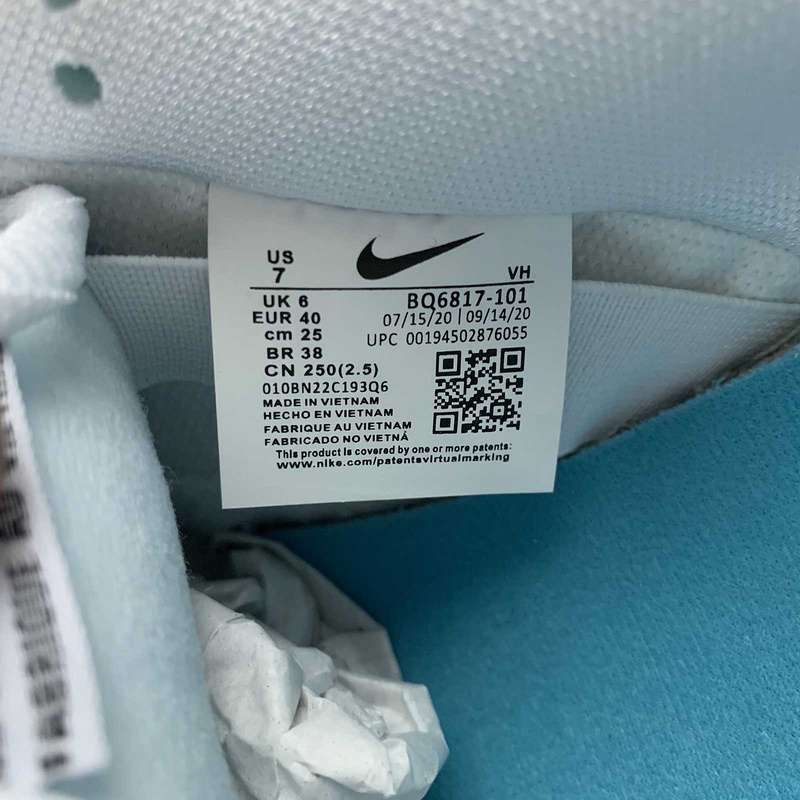 US
7
VH
UK 6
EUR 40
cm 25
BR 38
CN 250(2.5)
010BN22C193Q6
BQ6817-101
07/15/20 | 09/14/20
UPC 00194502876055
MADE IN VIETNAM
HECHO EN VIETNAM
FABRIQUE AU VIETNAM
FABRICADO NO VIETNÃ
This product is covered by one or more patents:
www.nike.com/patentsvirtualmarking